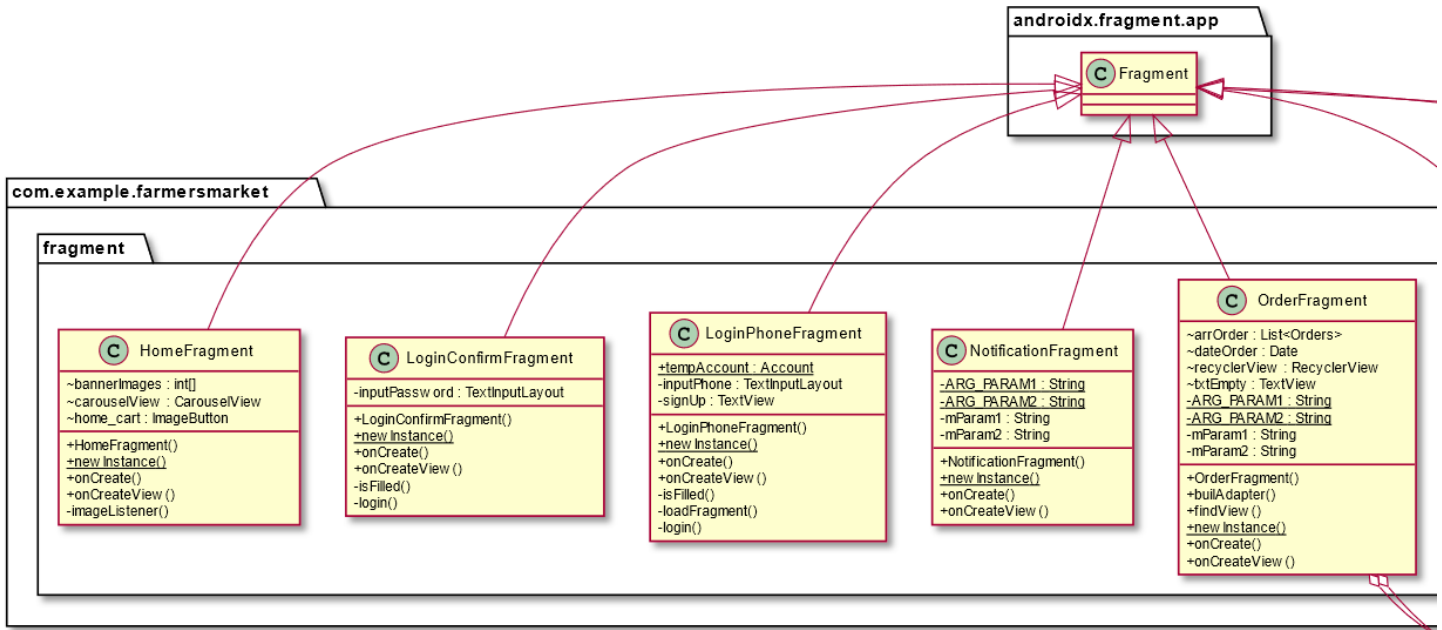 androidx.fragment.app
C Fragment
com.example.farmersmarket
fragment
C HomeFragment
~bannerImages : int[]
~carouselView : CarouselView
~home_cart : ImageButton
+HomeFragment()
+newInstance()
+onCreate()
+onCreateView()
-imageListener()
C LoginConfirmFragment
-inputPassword : TextInputLayout
+LoginConfirmFragment()
+newInstance()
+onCreate()
+onCreateView()
-isFilled()
-login()
C LoginPhoneFragment
+tempAccount : Account
-inputPhone : TextInputLayout
-signUp : TextView
+LoginPhoneFragment()
+newInstance()
+onCreate()
+onCreateView()
-isFilled()
-loadFragment()
-login()
C NotificationFragment
-ARG_PARAM1 : String
-ARG_PARAM2 : String
-mParam1 : String
-mParam2 : String
+NotificationFragment()
+newInstance()
+onCreate()
+onCreateView()
C OrderFragment
~arrOrder : List<Orders>
~dateOrder : Date
~recyclerView : RecyclerView
~txtEmpty : TextView
-ARG_PARAM1 : String
-ARG_PARAM2 : String
-mParam1 : String
-mParam2 : String
+OrderFragment()
+builAdapter()
+findView()
+newInstance()
+onCreate()
+onCreateView()